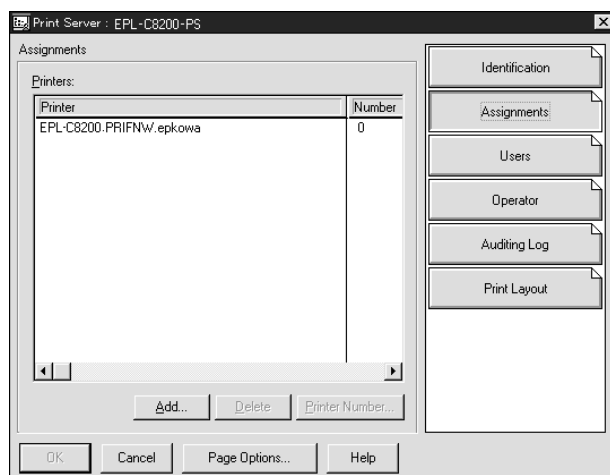 Print Server : EPL-C8200-PS
Assignments
Printers:
Printer Number
EPL-C8200.PRIFNW.epkowa 0
Add... Delete Printer Number...
OK Cancel Page Options... Help
Identification
Assignments
Users
Operator
Auditing Log
Print Layout